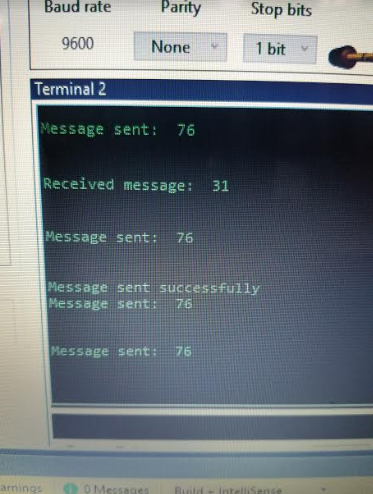 Baud rate Parity Stop bits
9600 None 1 bit
Terminal 2
Message sent: 76
Received message: 31
Message sent: 76
Message sent successfully
Message sent: 76
Message sent: 76
arnings 0 Messages Build + IntelliSense